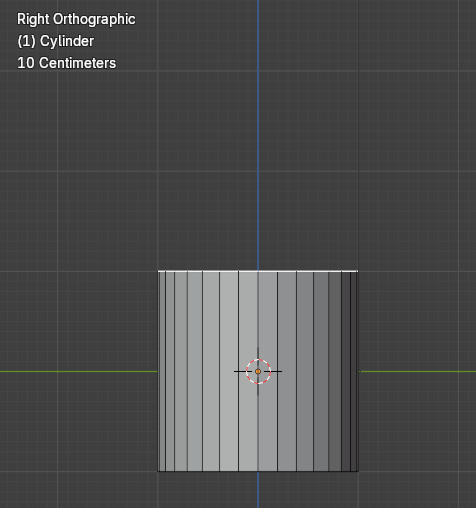 Right Orthographic
(1) Cylinder
10 Centimeters